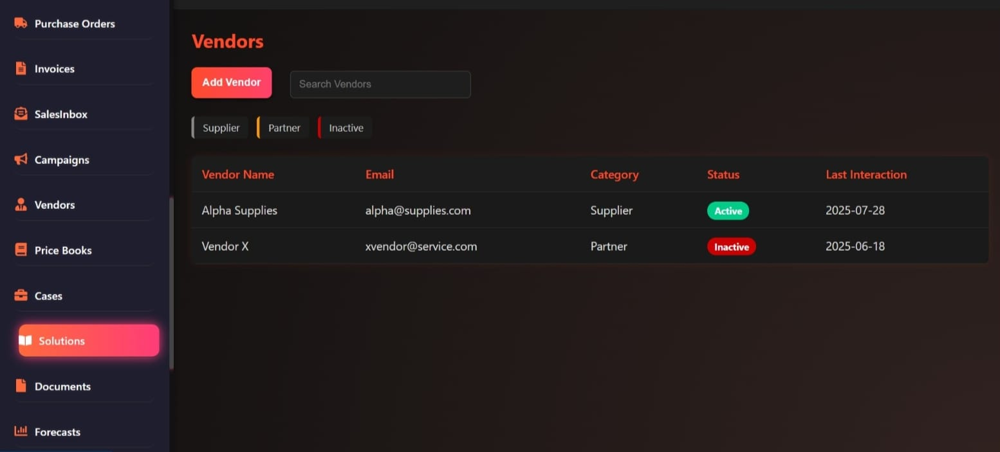 Purchase Orders
Invoices
SalesInbox
Campaigns
Vendors
Price Books
Cases
Solutions
Documents
Forecasts
Vendors
Add Vendor
Search Vendors
Supplier Partner Inactive
Vendor Name Email Category Status Last Interaction
Alpha Supplies alpha@supplies.com Supplier Active 2025-07-28
Vendor X xvendor@service.com Partner Inactive 2025-06-18